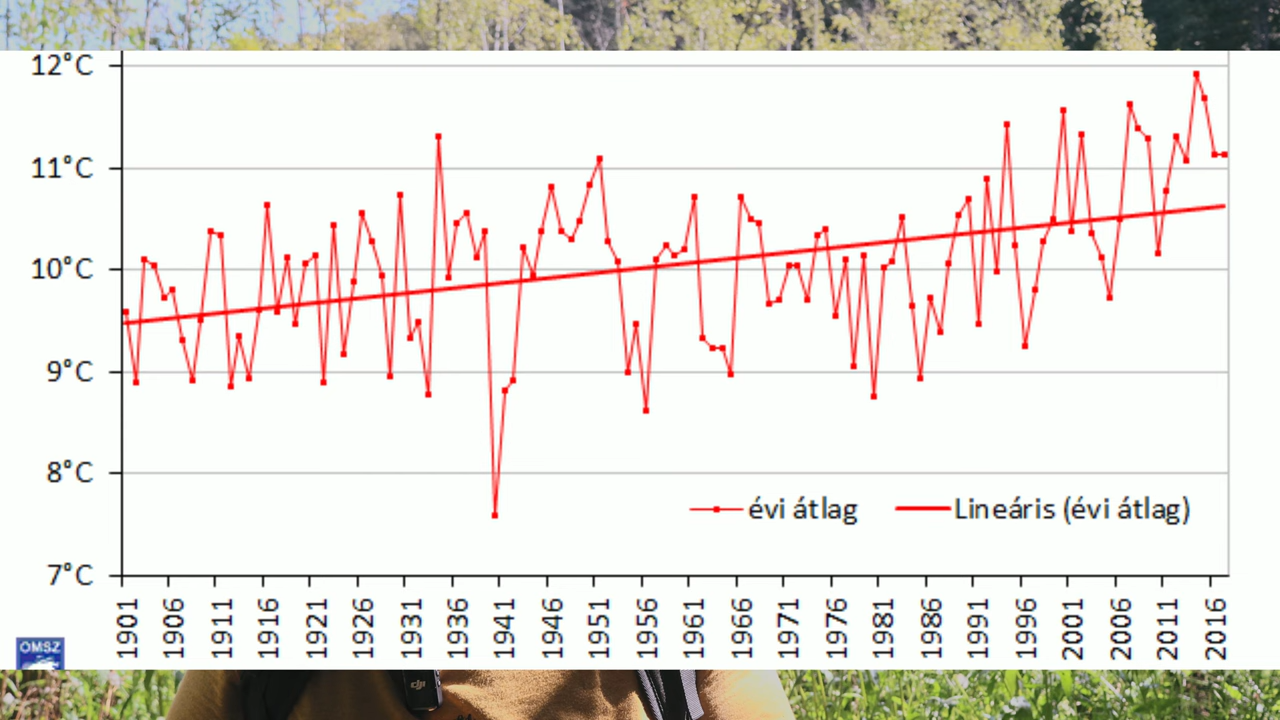 12°C
11°C
10°C
9°C
8°C
7°C
évi átlag
Lineáris (évi átlag)
1901
1906
1911
1916
1921
1926
1931
1936
1941
1946
1951
1956
1961
1966
1971
1976
1981
1986
1991
1996
2001
2006
2011
2016
OMSZ
dji